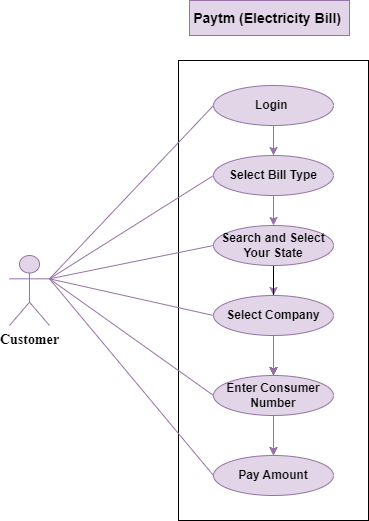 Paytm (Electricity Bill)
Login
Select Bill Type
Search and Select
Your State
Select Company
Enter Consumer
Number
Pay Amount
Customer